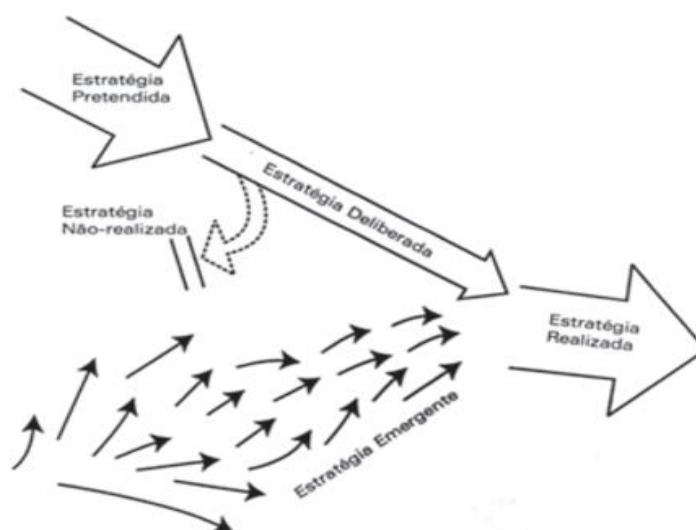 Estratégia
Pretendida
Estratégia Deliberada
Estratégia
Não-realizada
Estratégia
Realizada
Estratégia Emergente